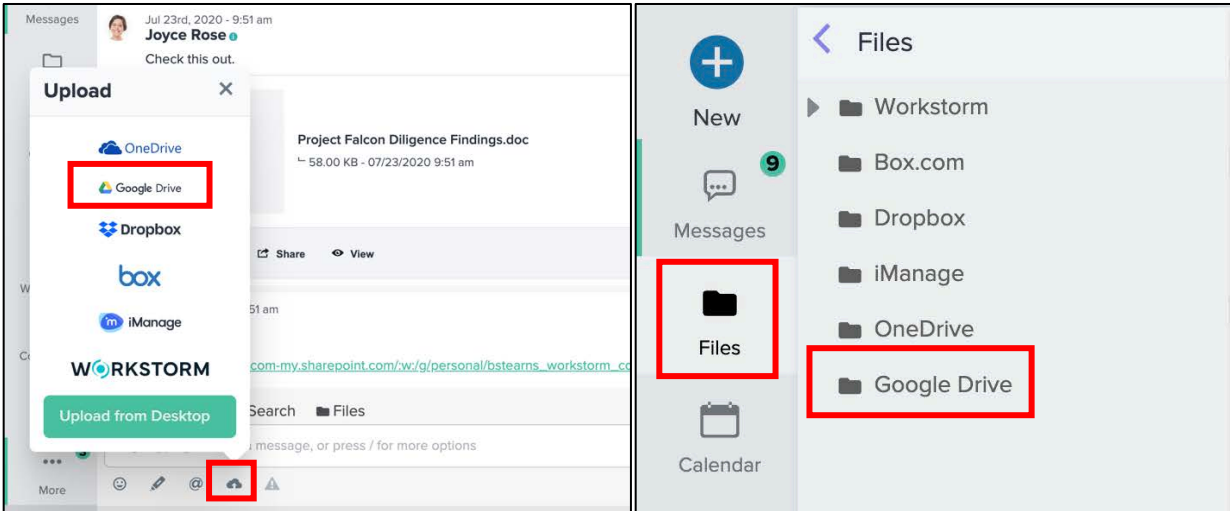 Messages
Jul 23rd, 2020 - 9:51 am
Joyce Rose
Check this out.
Upload
OneDrive
Google Drive
Dropbox
box
iManage
WORKSTORM
Upload from Desktop
Project Falcon Diligence Findings.doc
58.00 KB - 07/23/2020 9:51 am
Share View
51 am
com-my.sharepoint.com/:w:/g/personal/bstearns_workstorm_co
Search Files
message, or press / for more options
More
New
9
Messages
Files
Calendar
Files
Workstorm
Box.com
Dropbox
iManage
OneDrive
Google Drive